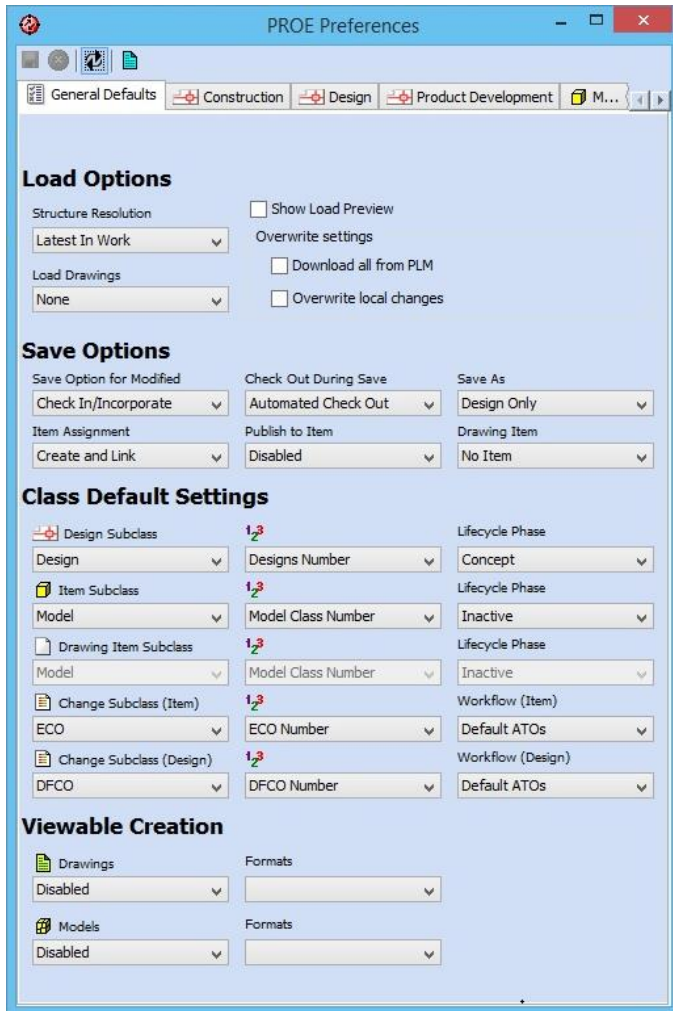 PROE Preferences
General Defaults Construction Design Product Development M...
Load Options
Structure Resolution Show Load Preview
Latest In Work Overwrite settings
Download all from PLM
Load Drawings
None Overwrite local changes
Save Options
Save Option for Modified Check Out During Save Save As
Check In/Incorporate Automated Check Out Design Only
Item Assignment Publish to Item Drawing Item
Create and Link Disabled No Item
Class Default Settings
Design Subclass 123 Lifecycle Phase
Design Designs Number Concept
Item Subclass 123 Lifecycle Phase
Model Model Class Number Inactive
Drawing Item Subclass 123 Lifecycle Phase
Model Model Class Number Inactive
Change Subclass (Item) 123 Workflow (Item)
ECO ECO Number Default ATOs
Change Subclass (Design) 123 Workflow (Design)
DFCO DFCO Number Default ATOs
Viewable Creation
Drawings Formats
Disabled
Models Formats
Disabled